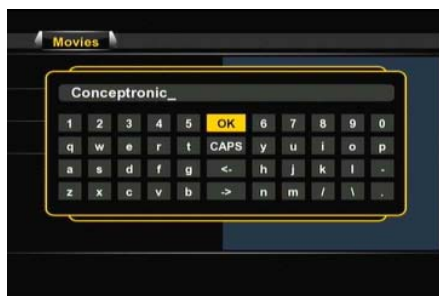 Movies
Conceptronic_
1 2 3 4 5 OK 6 7 8 9 0
q w e r t CAPS y u i o p
a s d f g <- h j k l -
z x c v b -> n m / \ .